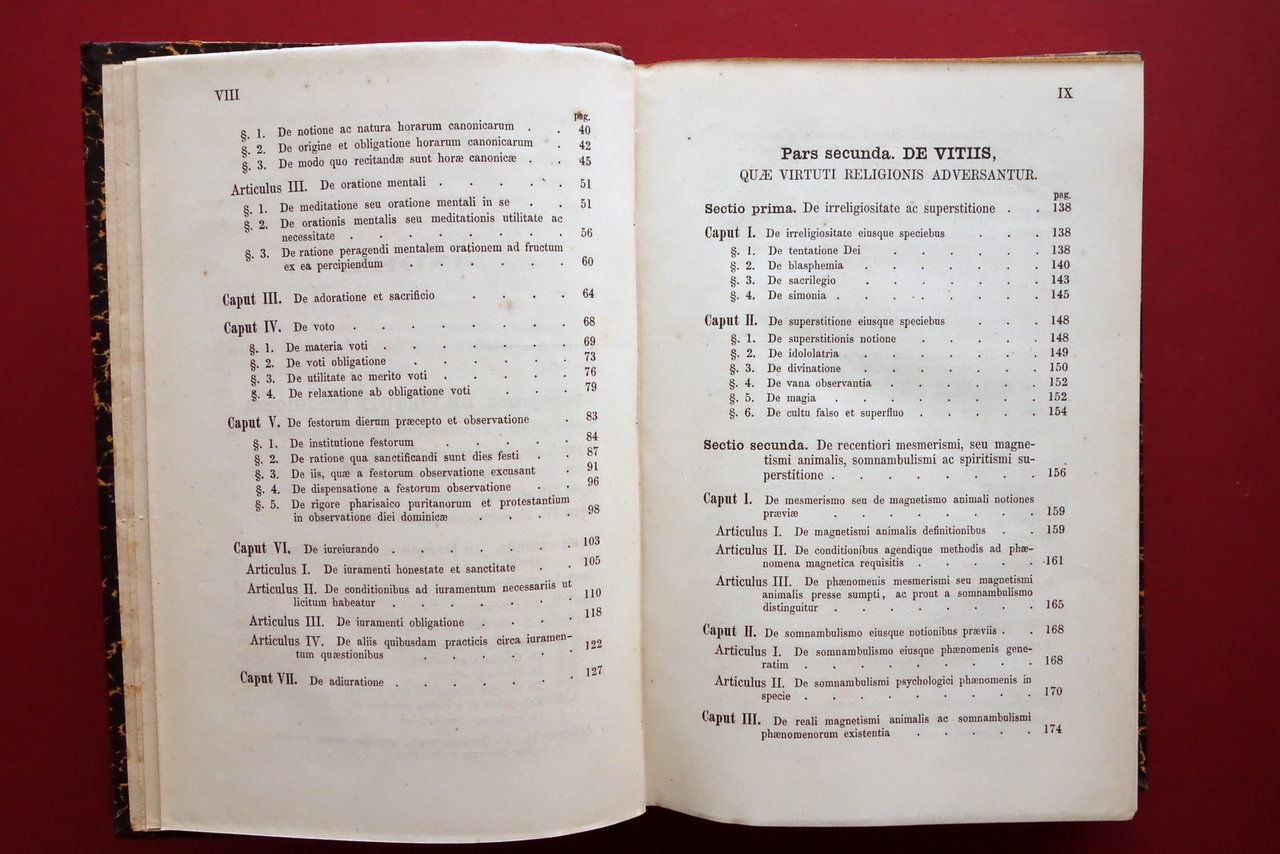 VIII
pag.
§. 1. De notione ac natura horarum canonicarum . . 40
§. 2. De origine et obligatione horarum canonicarum . 42
§. 3. De modo quo recitandæ sunt horæ canonicæ . . 45
Articulus III. De oratione mentali . . . . . 51
§. 1. De meditatione seu oratione mentali in se . . 51
§. 2. De orationis mentalis seu meditationis utilitate ac
necessitate . . . . . . . . 56
§. 3. De ratione peragendi mentalem orationem ad fructum
ex ea percipiendum . . . . . . 60
Caput III. De adoratione et sacrificio . . . . 64
Caput IV. De voto . . . . . . . . 68
§. 1. De materia voti . . . . . . . 69
§. 2. De voti obligatione . . . . . . 73
§. 3. De utilitate ac merito voti . . . . . 76
§. 4. De relaxatione ab obligatione voti . . . 79
Caput V. De festorum dierum præcepto et observatione . 83
§. 1. De institutione festorum . . . . . 84
§. 2. De ratione qua sanctificandi sunt dies festi . . 87
§. 3. De iis, quæ a festorum observatione excusant . 91
§. 4. De dispensatione a festorum observatione . . 96
§. 5. De rigore pharisaico puritanorum et protestantium
in observatione diei dominicæ . . . . 98
Caput VI. De iureiurando . . . . . . . 103
Articulus I. De iuramenti honestate et sanctitate . . 105
Articulus II. De conditionibus ad iuramentum necessariis ut
licitum habeatur . . . . . . . 110
Articulus III. De iuramenti obligatione . . . . 118
Articulus IV. De aliis quibusdam practicis circa iuramen-
tum quæstionibus . . . . . . 122
Caput VII. De adiuratione . . . . . . . 127
IX
Pars secunda. DE VITIIS,
QUÆ VIRTUTI RELIGIONIS ADVERSANTUR.
pag.
Sectio prima. De irreligiositate ac superstitione . . 138
Caput I. De irreligiositate eiusque speciebus . . . 138
§. 1. De tentatione Dei . . . . . . 138
§. 2. De blasphemia . . . . . . . 140
§. 3. De sacrilegio . . . . . . . 143
§. 4. De simonia . . . . . . . . 145
Caput II. De superstitione eiusque speciebus . . . 148
§. 1. De superstitionis notione . . . . . 148
§. 2. De idololatria . . . . . . . 149
§. 3. De divinatione . . . . . . . 150
§. 4. De vana observantia . . . . . . 152
§. 5. De magia . . . . . . . . 152
§. 6. De cultu falso et superfluo . . . . . 154
Sectio secunda. De recentiori mesmerismi, seu magne-
tismi animalis, somnambulismi ac spiritismi su-
perstitione . . . . . . . . 156
Caput I. De mesmerismo seu de magnetismo animali notiones
præviæ . . . . . . . . 159
Articulus I. De magnetismi animalis definitionibus . . 159
Articulus II. De conditionibus agendique methodis ad phæ-
nomena magnetica requisitis . . . . . 161
Articulus III. De phænomenis mesmerismi seu magnetismi
animalis presse sumpti, ac prout a somnambulismo
distinguitur . . . . . . . 165
Caput II. De somnambulismo eiusque notionibus præviis . . 168
Articulus I. De somnambulismo eiusque phænomenis gene-
ratim . . . . . . . . 168
Articulus II. De somnambulismi psychologici phænomenis in
specie . . . . . . . . 170
Caput III. De reali magnetismi animalis ac somnambulismi
phænomenorum existentia . . . . . 174